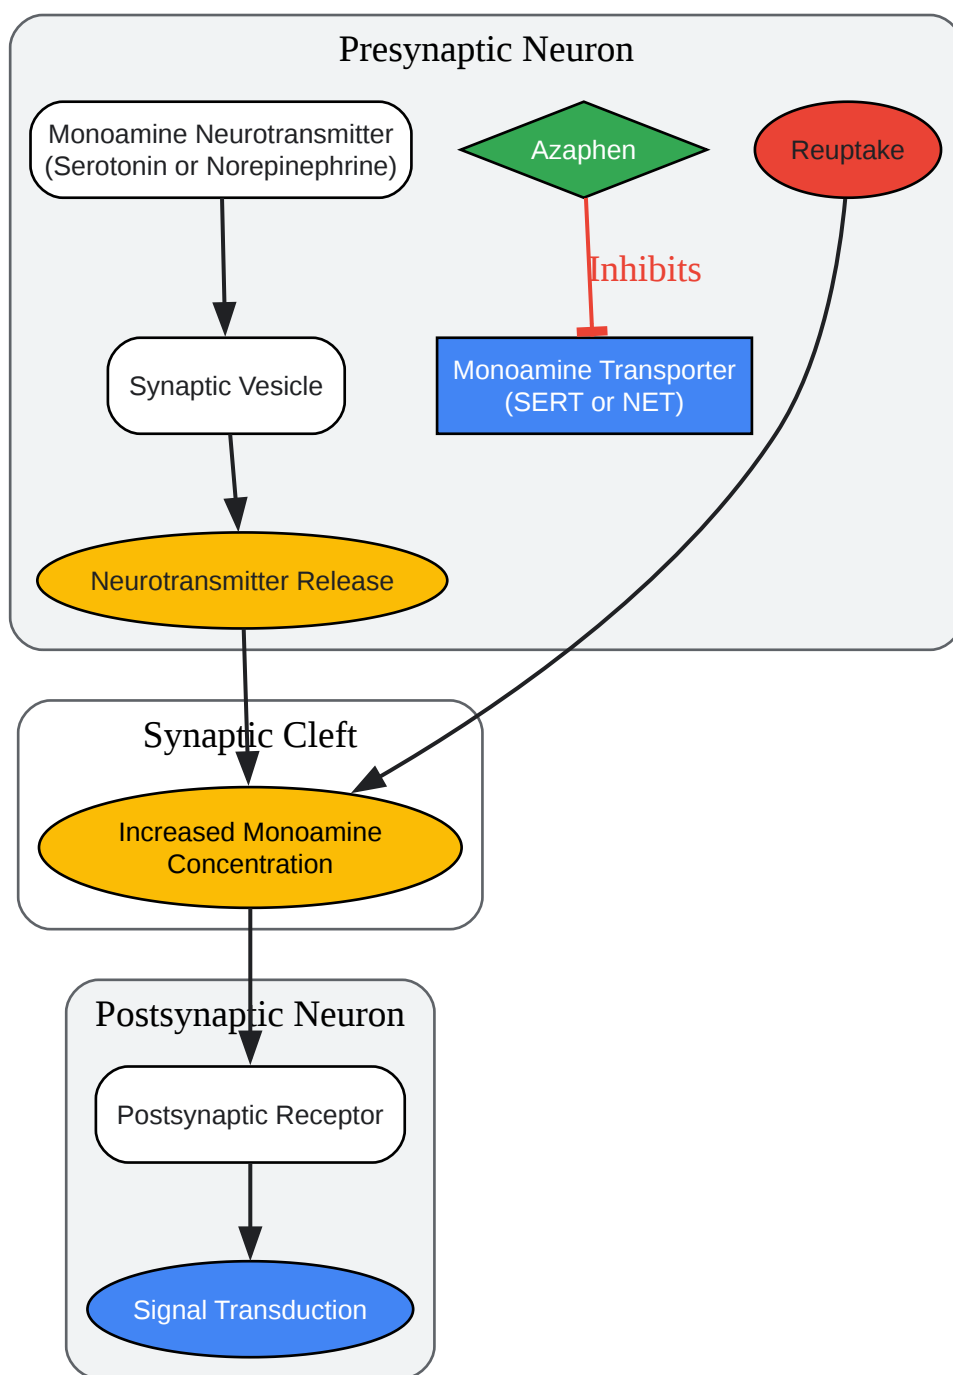 Presynaptic Neuron
Monoamine Neurotransmitter
(Serotonin or Norepinephrine)
Azaphen
Reuptake
Inhibits
Synaptic Vesicle
Monoamine Transporter
(SERT or NET)
Neurotransmitter Release
Synaptic Cleft
Increased Monoamine
Concentration
Postsynaptic Neuron
Postsynaptic Receptor
Signal Transduction